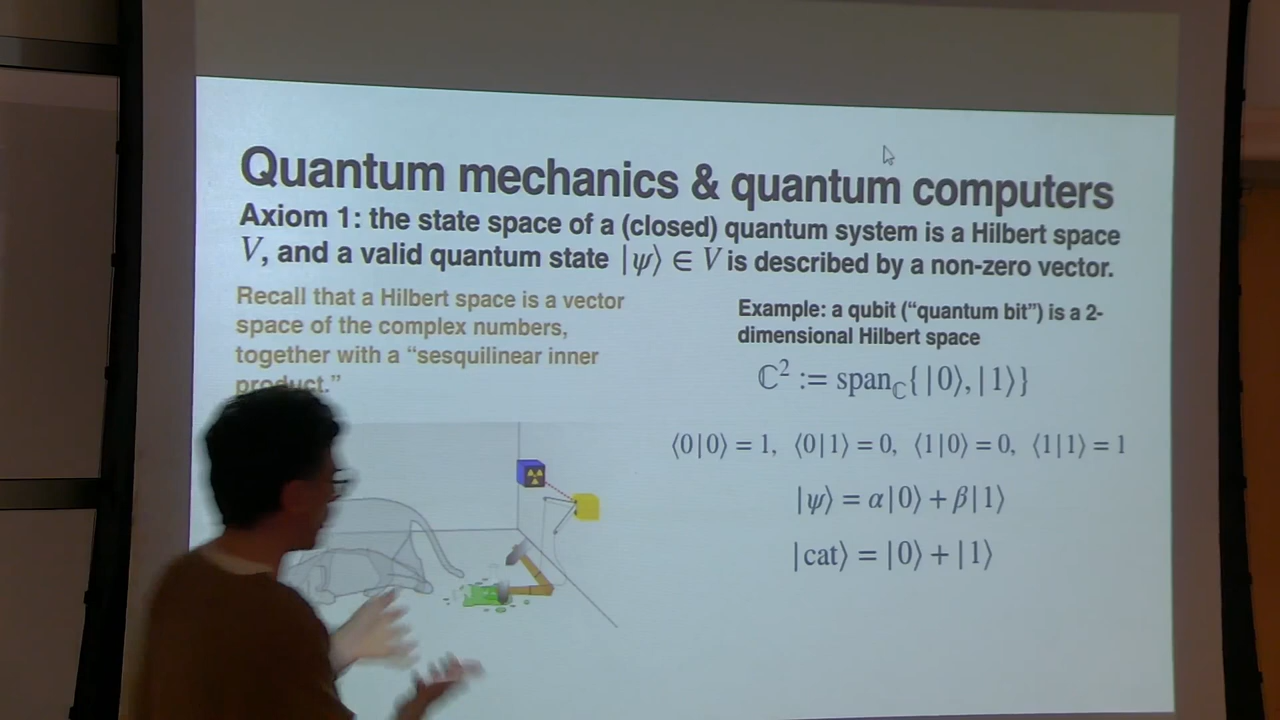 Quantum mechanics & quantum computers
Axiom 1: the state space of a (closed) quantum system is a Hilbert space
V, and a valid quantum state |ψ⟩ ∈ V is described by a non-zero vector.
Recall that a Hilbert space is a vector
space of the complex numbers,
together with a “sesquilinear inner
product.”
Example: a qubit (“quantum bit”) is a 2-
dimensional Hilbert space
ℂ² := span_ℂ{|0⟩, |1⟩}
⟨0|0⟩ = 1, ⟨0|1⟩ = 0, ⟨1|0⟩ = 0, ⟨1|1⟩ = 1
|ψ⟩ = α|0⟩ + β|1⟩
|cat⟩ = |0⟩ + |1⟩